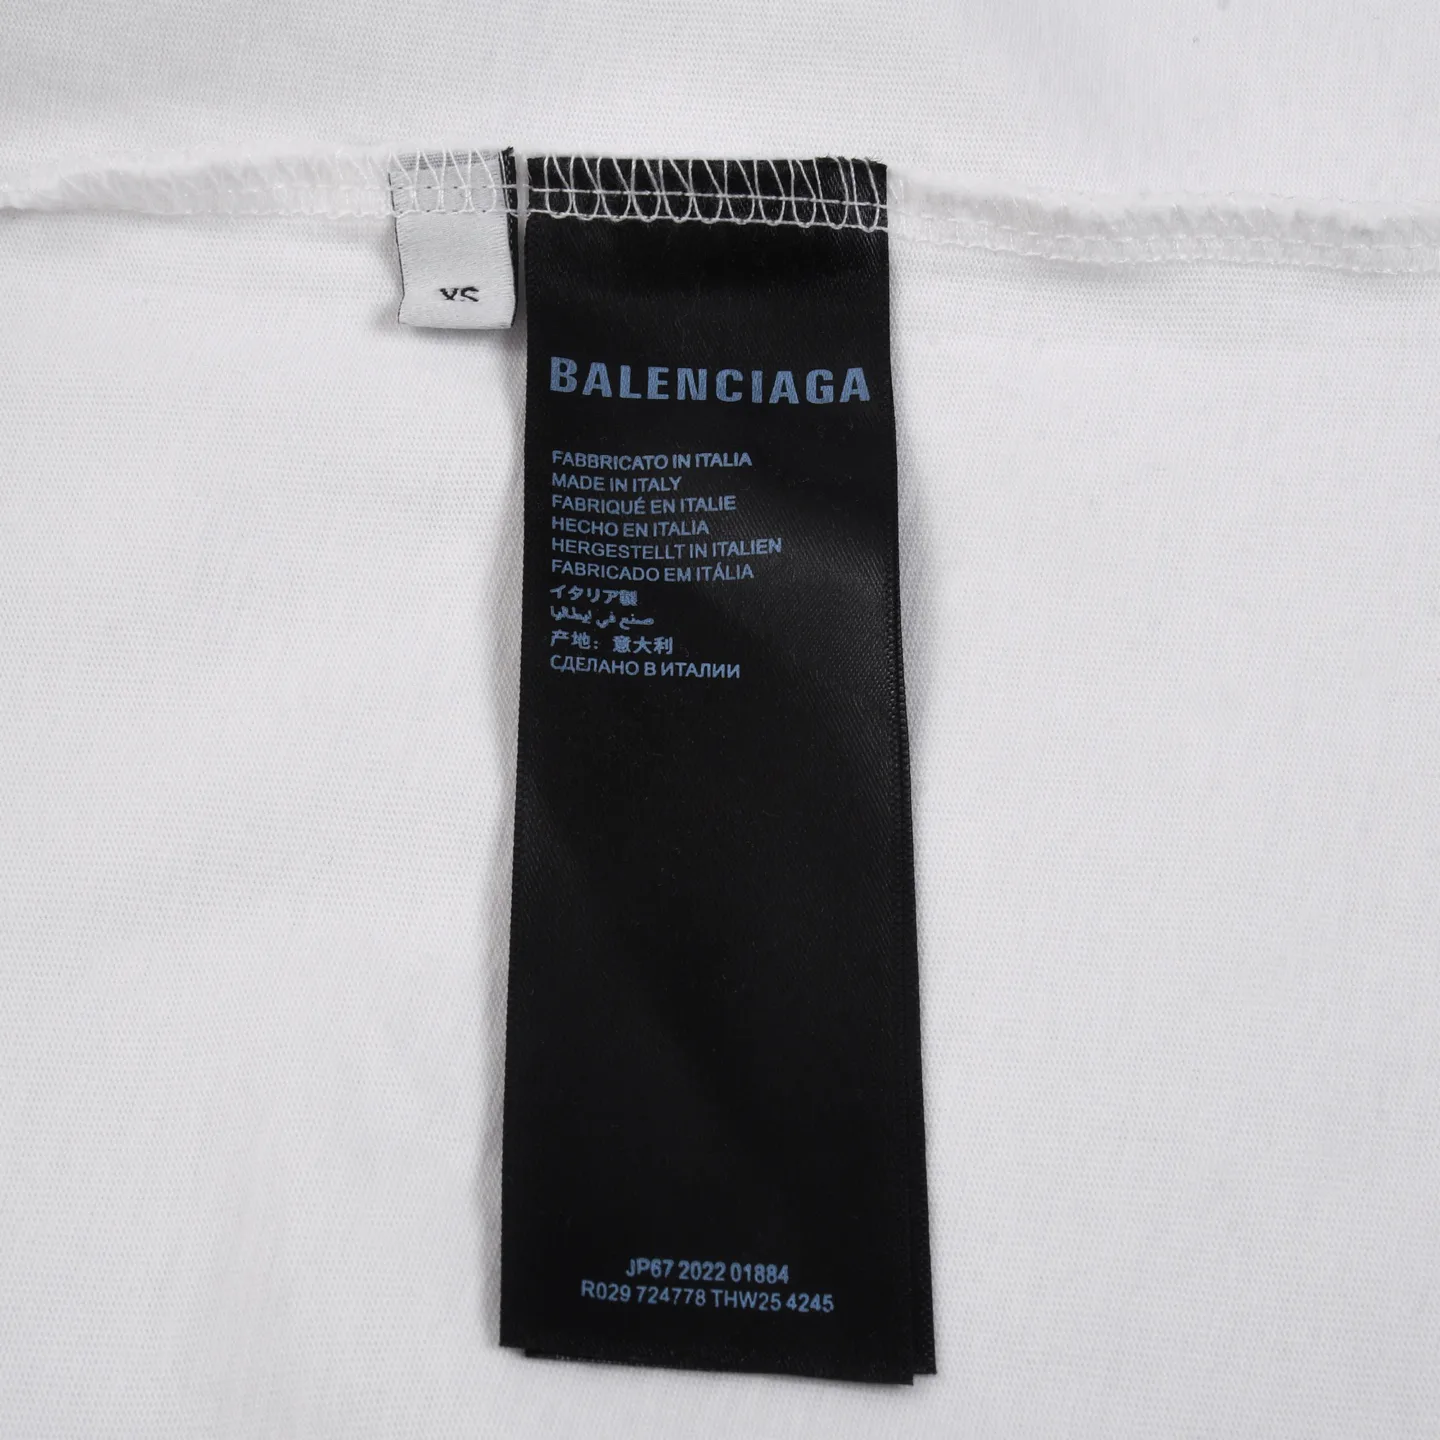 XS
BALENCIAGA
FABBRICATO IN ITALIA
MADE IN ITALY
FABRIQUÉ EN ITALIE
HECHO EN ITALIA
HERGESTELLT IN ITALIEN
FABRICADO EM ITÁLIA
イタリア製
صنع في إيطاليا
产地：意大利
СДЕЛАНО В ИТАЛИИ
JP67 2022 01884
R029 724778 THW25 4245